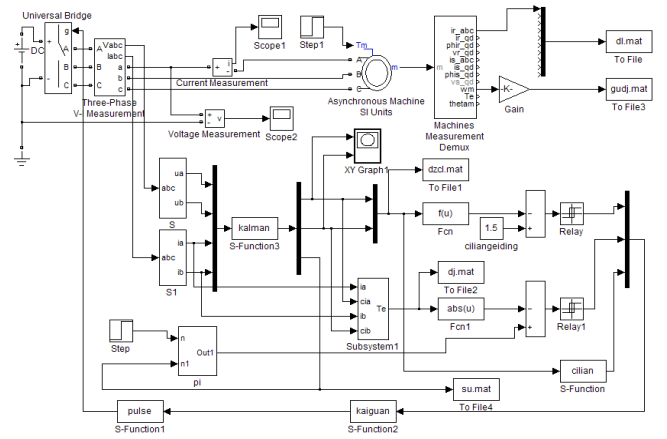 Universal Bridge
g
DC
A
B
C
Vabc
Iabc
A
B
C
a
b
c
Three-Phase
V- Measurement
i
Current Measurement
Scope1
Step1
v
Voltage Measurement
Scope2
Tm
A
B
C
m
Asynchronous Machine
SI Units
m
ir_abc
ir_qd
phir_qd
vr_qd
is_abc
is_qd
phis_qd
vs_qd
wm
Te
thetam
Machines
Measurement
Demux
-K-
Gain
dl.mat
To File
gudj.mat
To File3
XY Graph1
dzcl.mat
To File1
abc
ua
ub
S
abc
ia
ib
S1
kalman
S-Function3
f(u)
Fcn
1.5
ciliangeiding
Relay
ia
cia
ib
cib
Te
Subsystem1
dj.mat
To File2
abs(u)
Fcn1
Relay1
Step
n
n1
Out1
pi
cilian
S-Function
su.mat
To File4
pulse
S-Function1
kaiguan
S-Function2